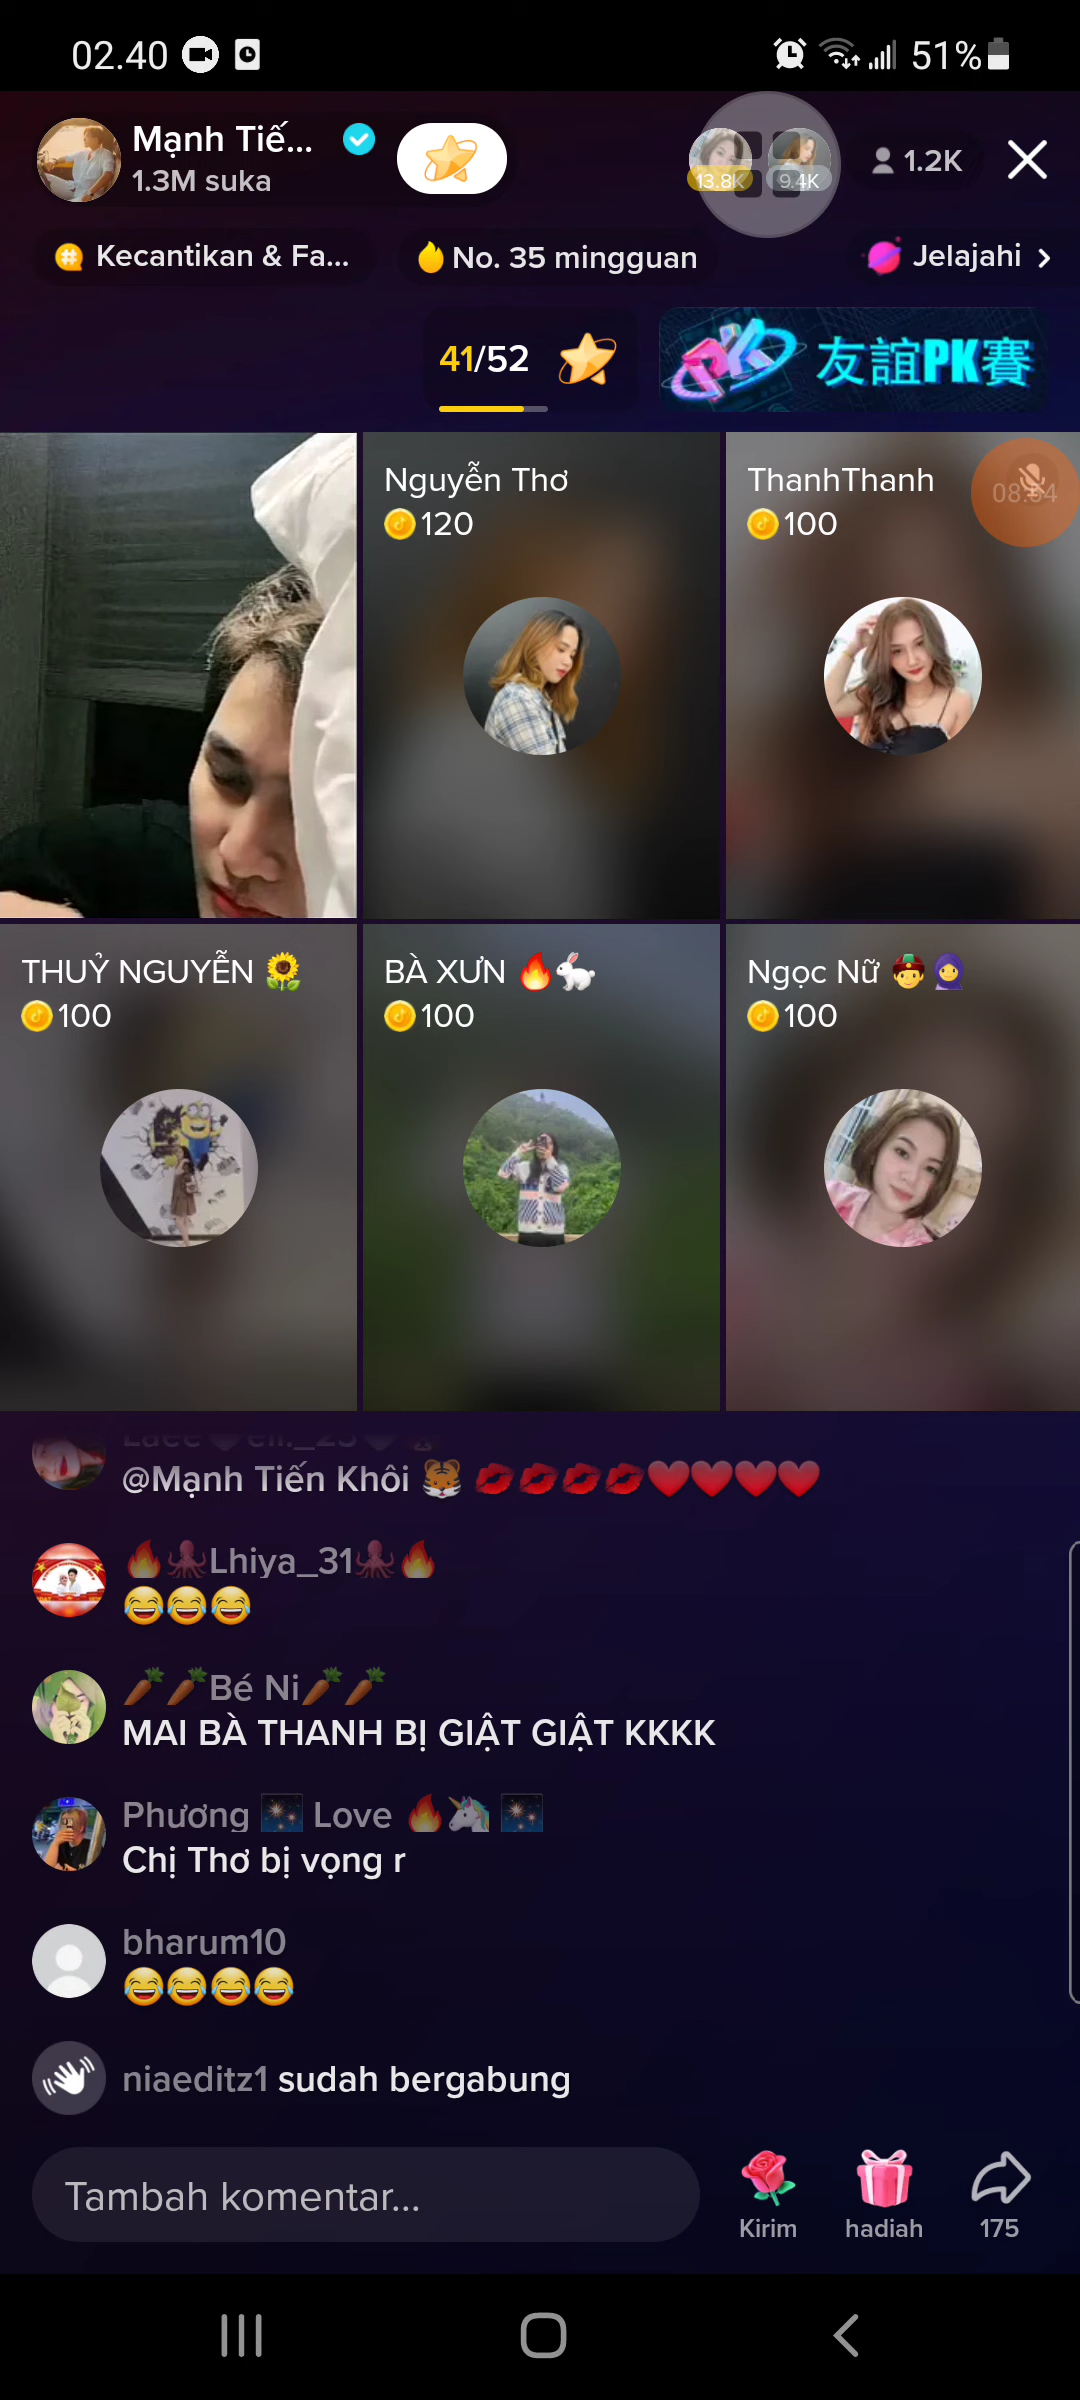 02.40
51%
Mạnh Tiế...
1.3M suka
13.8K
9.4K
1.2K
Kecantikan & Fa...
No. 35 mingguan
Jelajahi
41/52
友誼PK賽
Nguyễn Thơ
120
ThanhThanh
100
THUỶ NGUYỄN 🌻
100
BÀ XƯN 🔥🐇
100
Ngọc Nữ 👲🧕
100
@Mạnh Tiến Khôi 🐯 💋💋💋💋❤️❤️❤️❤️
🔥🐙Lhiya_31🐙🔥
😂😂😂
🥕🥕Bé Ni🥕🥕
MAI BÀ THANH BỊ GIẬT GIẬT KKKK
Phương 🎇 Love 🔥🦄 🎇
Chị Thơ bị vọng r
bharum10
😂😂😂😂
niaeditz1 sudah bergabung
Tambah komentar...
Kirim
hadiah
175